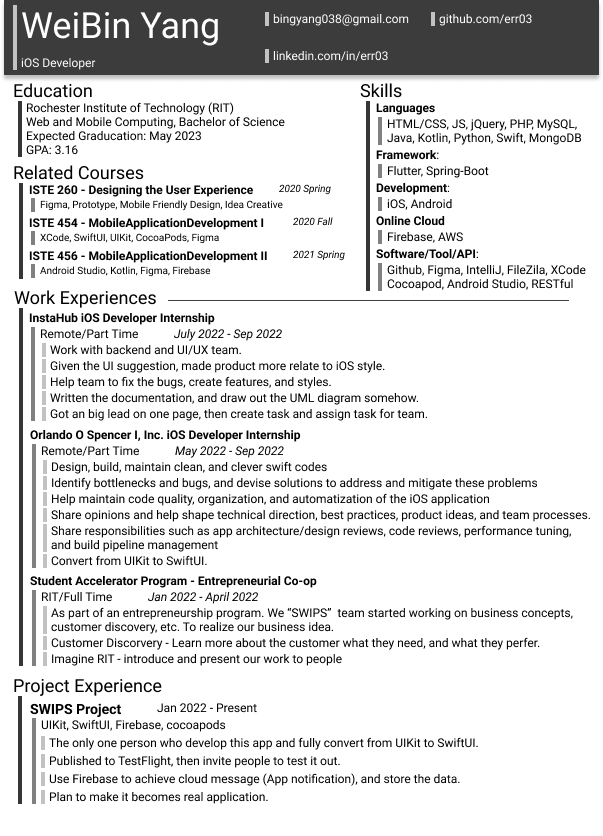 WeiBin Yang
iOS Developer
bingyang038@gmail.com
github.com/err03
linkedin.com/in/err03
Education
Rochester Institute of Technology (RIT)
Web and Mobile Computing, Bachelor of Science
Expected Graducation: May 2023
GPA: 3.16
Related Courses
ISTE 260 - Designing the User Experience 2020 Spring
Figma, Prototype, Mobile Friendly Design, Idea Creative
ISTE 454 - MobileApplicationDevelopment I 2020 Fall
XCode, SwiftUI, UIKit, CocoaPods, Figma
ISTE 456 - MobileApplicationDevelopment II 2021 Spring
Android Studio, Kotlin, Figma, Firebase
Skills
Languages
HTML/CSS, JS, jQuery, PHP, MySQL,
Java, Kotlin, Python, Swift, MongoDB
Framework:
Flutter, Spring-Boot
Development:
iOS, Android
Online Cloud
Firebase, AWS
Software/Tool/API:
Github, Figma, IntelliJ, FileZila, XCode
Cocoapod, Android Studio, RESTful
Work Experiences
InstaHub iOS Developer Internship
Remote/Part Time July 2022 - Sep 2022
Work with backend and UI/UX team.
Given the UI suggestion, made product more relate to iOS style.
Help team to fix the bugs, create features, and styles.
Written the documentation, and draw out the UML diagram somehow.
Got an big lead on one page, then create task and assign task for team.
Orlando O Spencer I, Inc. iOS Developer Internship
Remote/Part Time May 2022 - Sep 2022
Design, build, maintain clean, and clever swift codes
Identify bottlenecks and bugs, and devise solutions to address and mitigate these problems
Help maintain code quality, organization, and automatization of the iOS application
Share opinions and help shape technical direction, best practices, product ideas, and team processes.
Share responsibilities such as app architecture/design reviews, code reviews, performance tuning,
and build pipeline management
Convert from UIKit to SwiftUI.
Student Accelerator Program - Entrepreneurial Co-op
RIT/Full Time Jan 2022 - April 2022
As part of an entrepreneurship program. We “SWIPS” team started working on business concepts,
customer discovery, etc. To realize our business idea.
Customer Discorvery - Learn more about the customer what they need, and what they perfer.
Imagine RIT - introduce and present our work to people
Project Experience
SWIPS Project Jan 2022 - Present
UIKit, SwiftUI, Firebase, cocoapods
The only one person who develop this app and fully convert from UIKit to SwiftUI.
Published to TestFlight, then invite people to test it out.
Use Firebase to achieve cloud message (App notification), and store the data.
Plan to make it becomes real application.